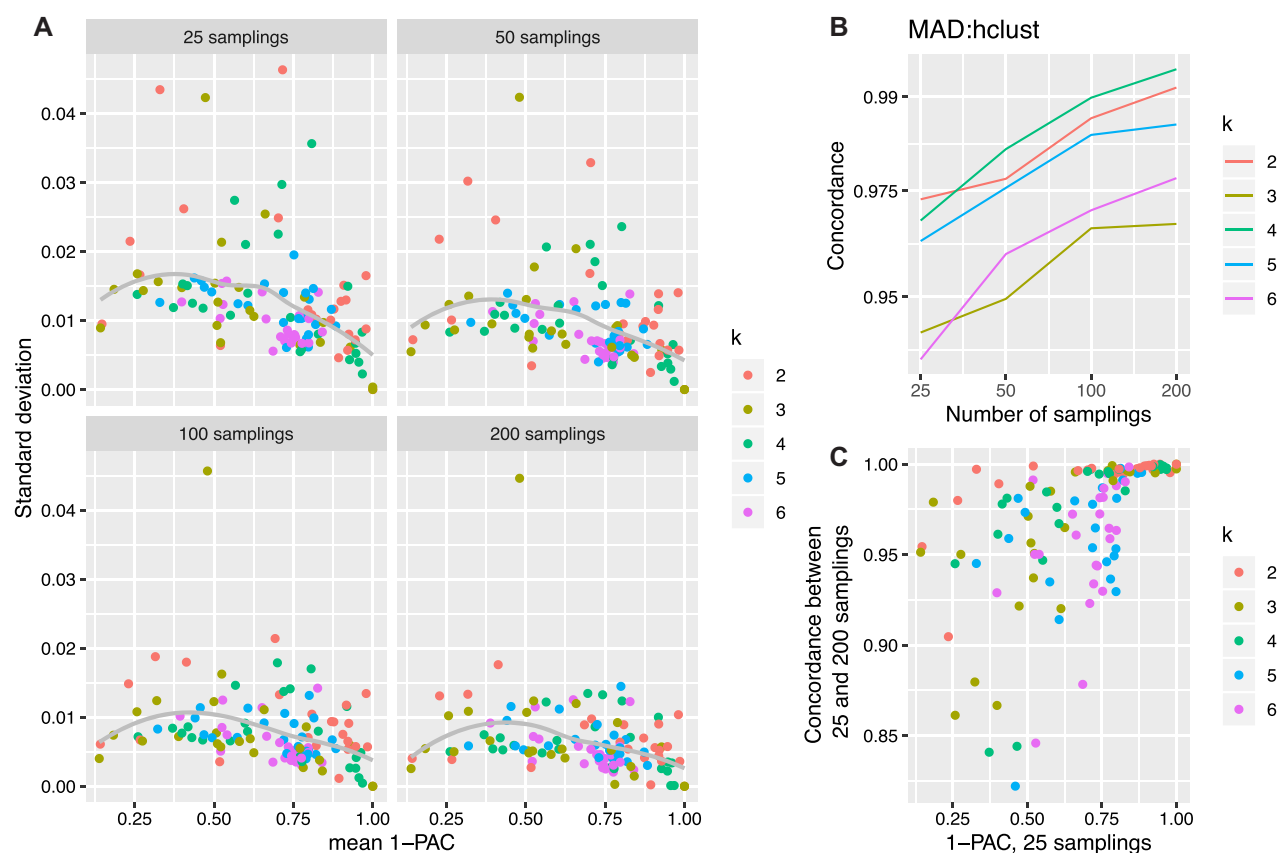 A
25 samplings
50 samplings
0.04
0.03
0.02
0.01
0.00
100 samplings
200 samplings
0.04
0.03
0.02
0.01
0.00
0.25
0.50
0.75
1.00
0.25
0.50
0.75
1.00
Standard deviation
mean 1−PAC
k
2
3
4
5
6
B
MAD:hclust
0.99
0.975
0.95
Concordance
25
50
100
200
Number of samplings
k
2
3
4
5
6
C
1.00
0.95
0.90
0.85
Concordance between
25 and 200 samplings
0.25
0.50
0.75
1.00
1−PAC, 25 samplings
k
2
3
4
5
6